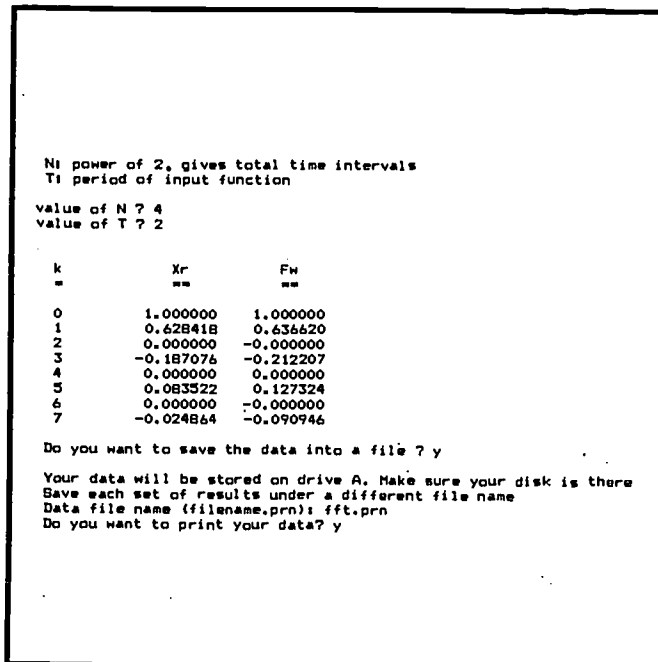 N: power of 2, gives total time intervals
T: period of input function
value of N ? 4
value of T ? 2
k Xr Fw
= == ==
0 1.000000 1.000000
1 0.628418 0.636620
2 0.000000 -0.000000
3 -0.187076 -0.212207
4 0.000000 0.000000
5 0.083522 0.127324
6 0.000000 -0.000000
7 -0.024864 -0.090946
Do you want to save the data into a file ? y
Your data will be stored on drive A. Make sure your disk is there
Save each set of results under a different file name
Data file name (filename.prn): fft.prn
Do you want to print your data? y